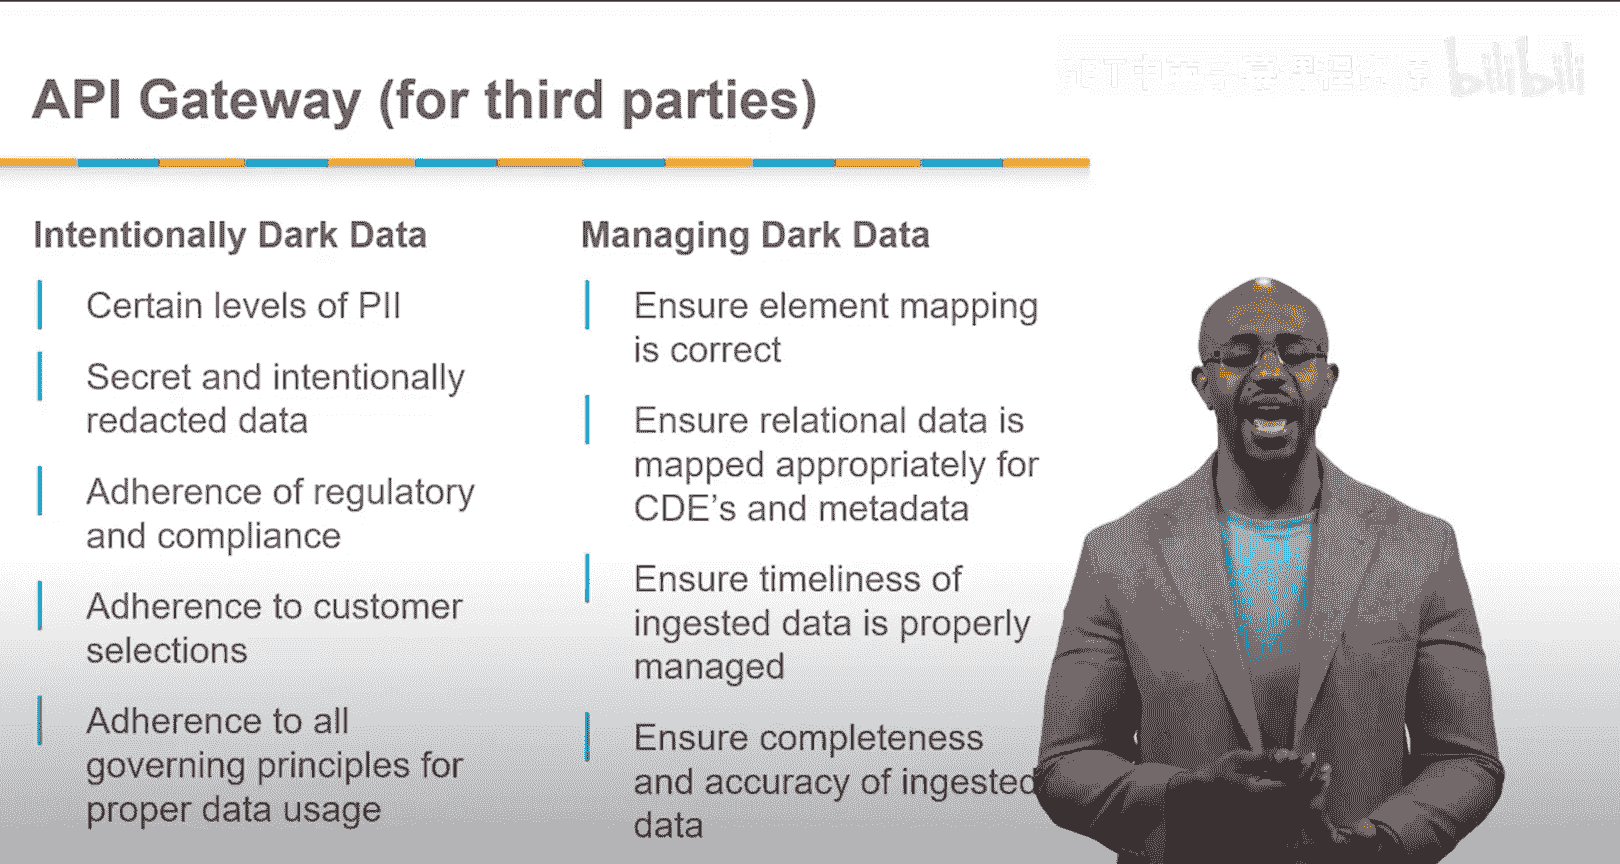 API Gateway (for third parties)
Intentionally Dark Data
Certain levels of PII
Secret and intentionally
redacted data
Adherence of regulatory
and compliance
Adherence to customer
selections
Adherence to all
governing principles for
proper data usage
Managing Dark Data
Ensure element mapping
is correct
Ensure relational data is
mapped appropriately for
CDE’s and metadata
Ensure timeliness of
ingested data is properly
managed
Ensure completeness
and accuracy of ingested
data
bilibili